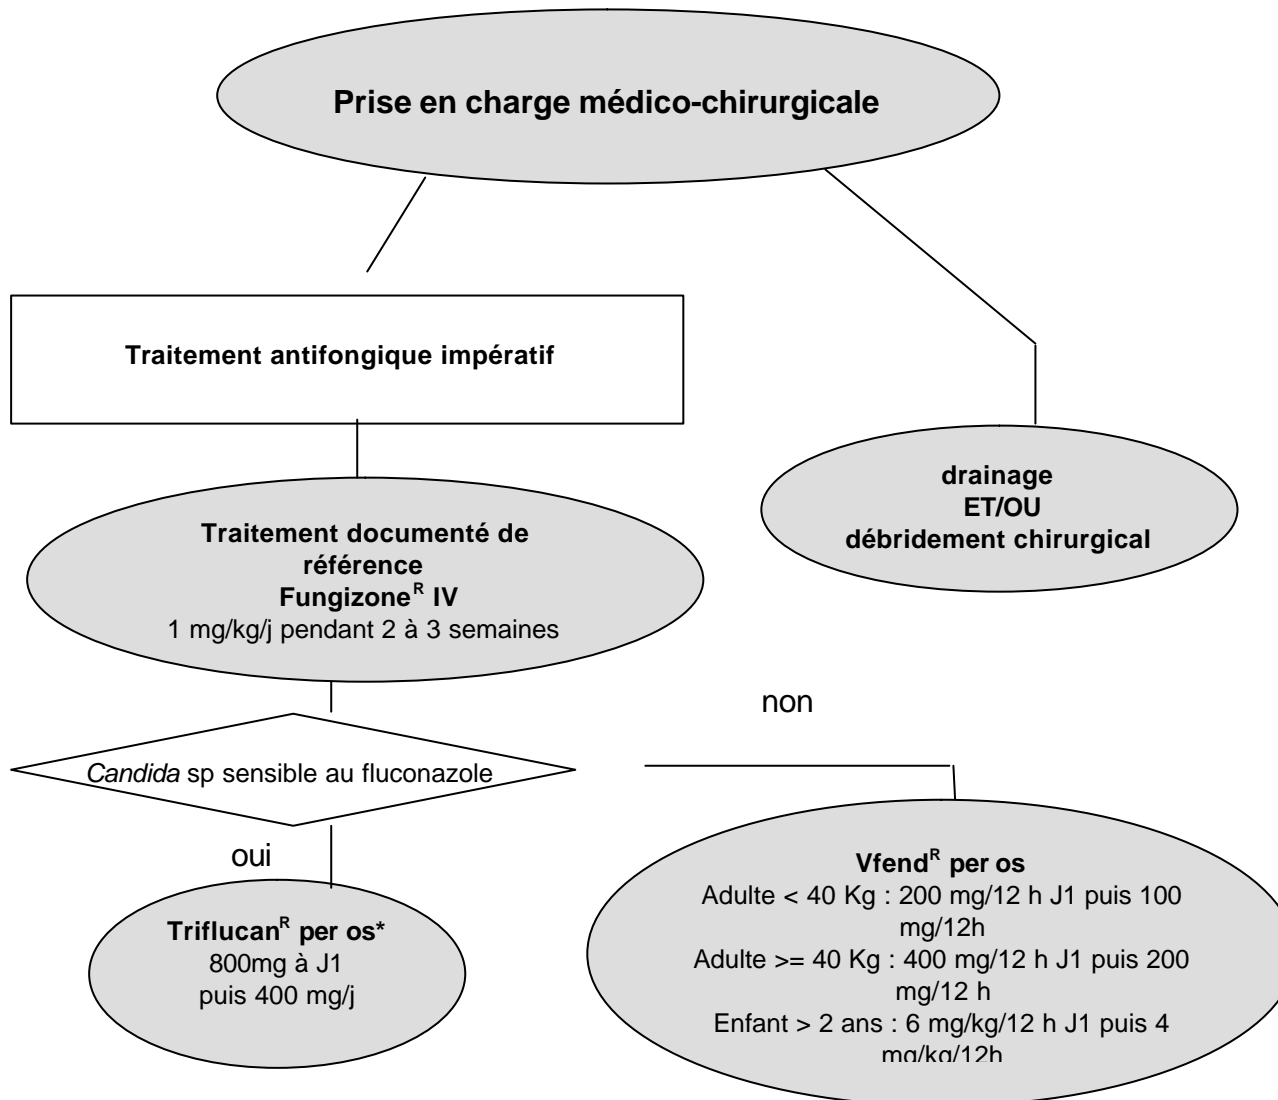 Prise en charge médico-chirurgicale
Traitement antifongique impératif
drainage
ET/OU
débridement chirurgical
Traitement documenté de
référence
Fungizone^R IV
1 mg/kg/j pendant 2 à 3 semaines
non
Candida sp sensible au fluconazole
oui
Triflucan^R per os*
800mg à J1
puis 400 mg/j
Vfend^R per os
Adulte < 40 Kg : 200 mg/12 h J1 puis 100
mg/12h
Adulte >= 40 Kg : 400 mg/12 h J1 puis 200
mg/12 h
Enfant > 2 ans : 6 mg/kg/12 h J1 puis 4
mg/kg/12h